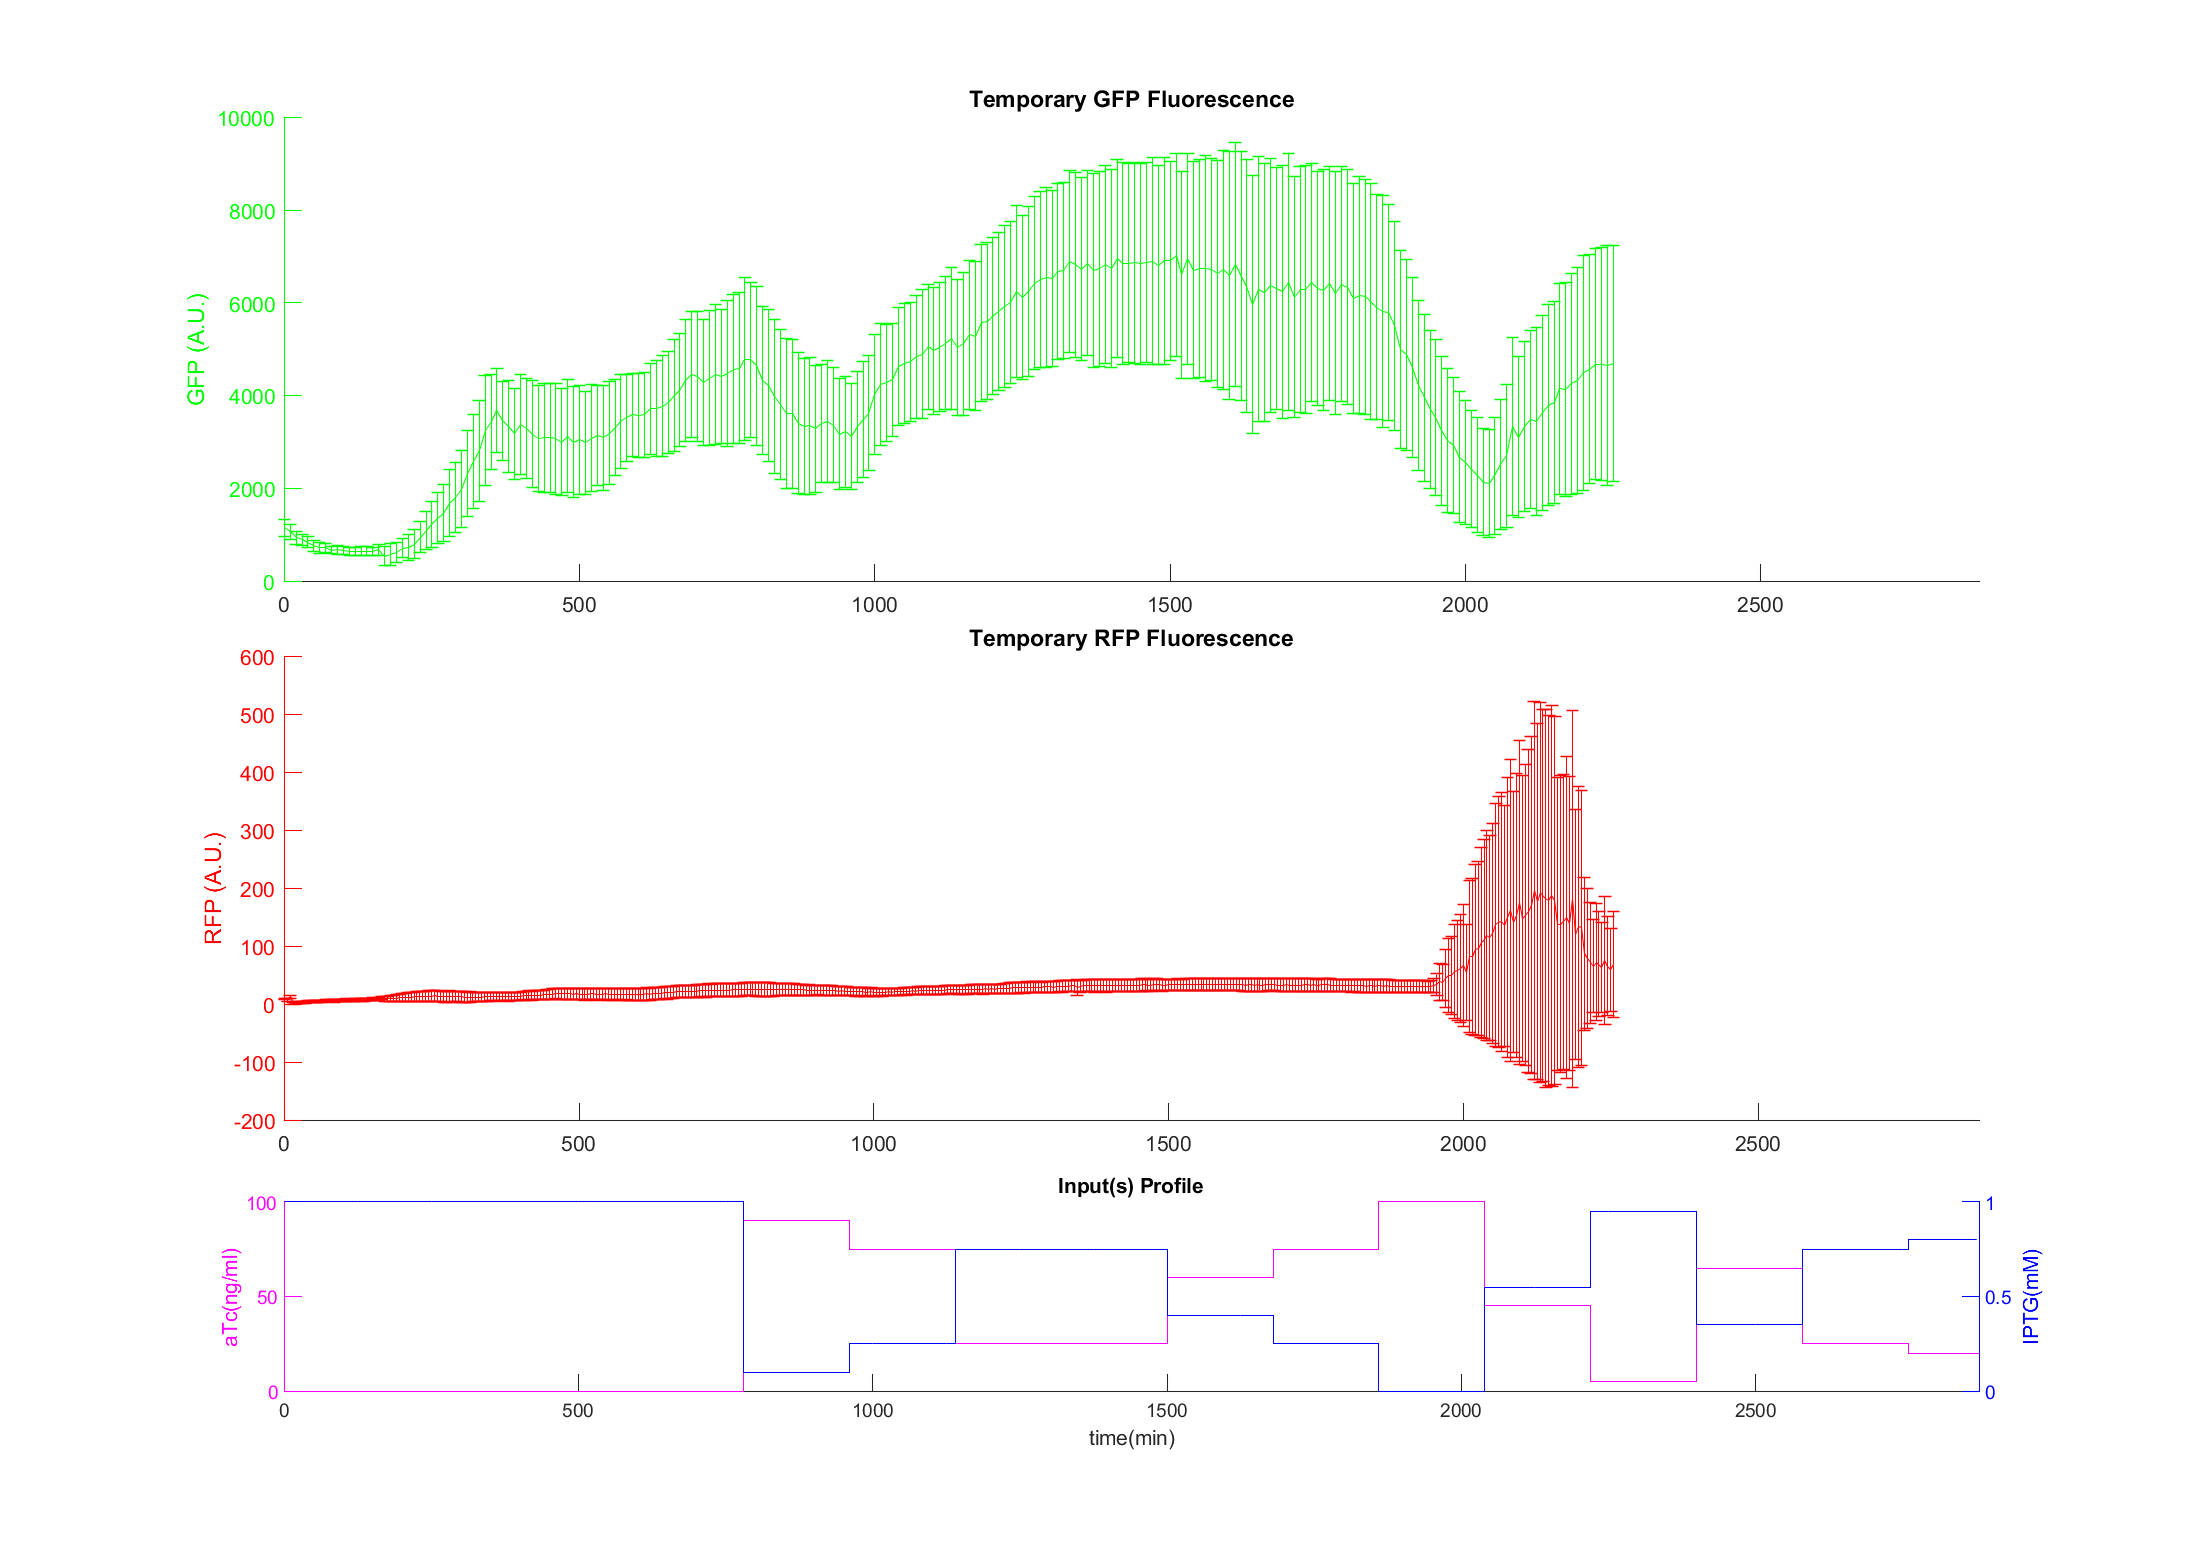 Temporary GFP Fluorescence
10000
8000
6000
4000
2000
0
GFP (A.U.)
0 500 1000 1500 2000 2500
Temporary RFP Fluorescence
600
500
400
300
200
100
0
-100
-200
RFP (A.U.)
0 500 1000 1500 2000 2500
Input(s) Profile
100
50
0
aTc(ng/ml)
1
0.5
0
IPTG(mM)
0 500 1000 1500 2000 2500
time(min)